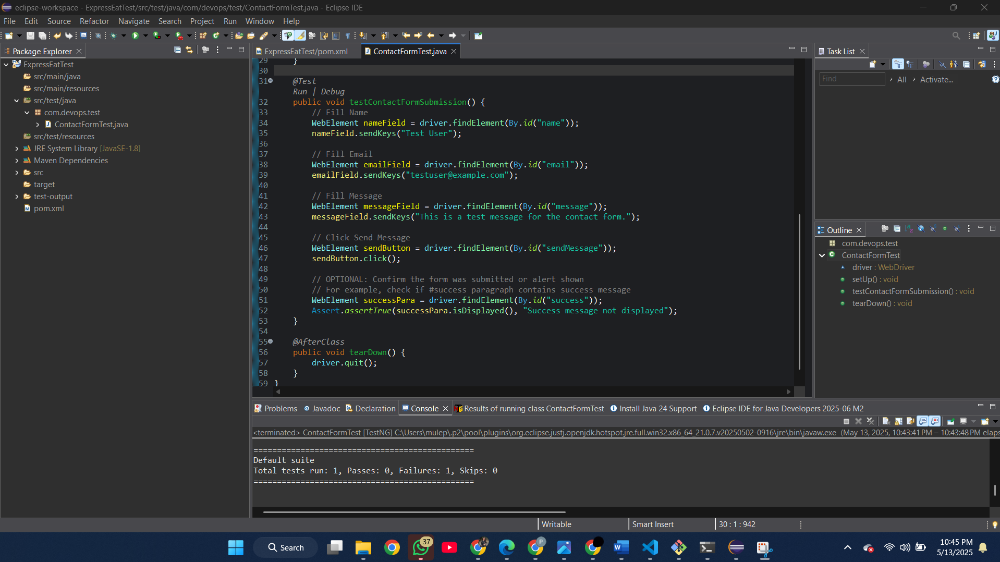 eclipse-workspace - ExpressEatTest/src/test/java/com/devops/test/ContactFormTest.java - Eclipse IDE
File Edit Source Refactor Navigate Search Project Run Window Help
Package Explorer
ExpressEatTest
src/main/java
src/main/resources
src/test/java
com.devops.test
ContactFormTest.java
src/test/resources
JRE System Library [JavaSE-1.8]
Maven Dependencies
src
target
test-output
pom.xml
ExpressEatTest/pom.xml ContactFormTest.java
29 }
30
31 @Test
Run | Debug
32 public void testContactFormSubmission() {
33 // Fill Name
34 WebElement nameField = driver.findElement(By.id("name"));
35 nameField.sendKeys("Test User");
36
37 // Fill Email
38 WebElement emailField = driver.findElement(By.id("email"));
39 emailField.sendKeys("testuser@example.com");
40
41 // Fill Message
42 WebElement messageField = driver.findElement(By.id("message"));
43 messageField.sendKeys("This is a test message for the contact form.");
44
45 // Click Send Message
46 WebElement sendButton = driver.findElement(By.id("sendMessage"));
47 sendButton.click();
48
49 // OPTIONAL: Confirm the form was submitted or alert shown
50 // For example, check if #success paragraph contains success message
51 WebElement successPara = driver.findElement(By.id("success"));
52 Assert.assertTrue(successPara.isDisplayed(), "Success message not displayed");
53 }
54
55 @AfterClass
56 public void tearDown() {
57 driver.quit();
58 }
59 }
Task List
Find All Activate...
Outline
com.devops.test
ContactFormTest
driver : WebDriver
setUp() : void
testContactFormSubmission() : void
tearDown() : void
Problems Javadoc Declaration Console Results of running class ContactFormTest Install Java 24 Support Eclipse IDE for Java Developers 2025-06 M2
<terminated> ContactFormTest [TestNG] C:\Users\mulep\.p2\pool\plugins\org.eclipse.justj.openjdk.hotspot.jre.full.win32.x86_64_21.0.7.v20250502-0916\jre\bin\javaw.exe (May 13, 2025, 10:43:41 PM – 10:43:48 PM elaps
===============================================
Default suite
Total tests run: 1, Passes: 0, Failures: 1, Skips: 0
===============================================
Writable Smart Insert 30 : 1 : 942
Search
37
P
10:45 PM
5/13/2025